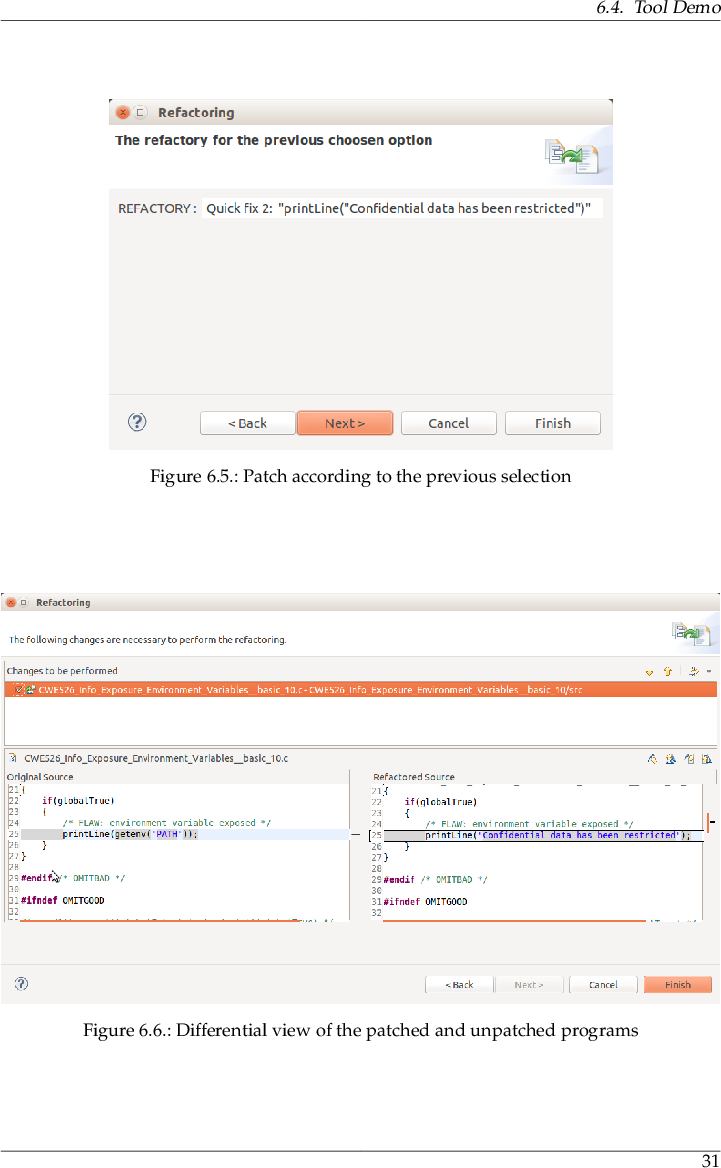 6.4. Tool Demo
Refactoring
The refactory for the previous choosen option
REFACTORY : Quick fix 2: "printLine("Confidential data has been restricted")"
< Back Next > Cancel Finish
Figure 6.5.: Patch according to the previous selection
Refactoring
The following changes are necessary to perform the refactoring.
Changes to be performed
CWE526_Info_Exposure_Environment_Variables__basic_10.c - CWE526_Info_Exposure_Environment_Variables__basic_10/src
CWE526_Info_Exposure_Environment_Variables__basic_10.c
Original Source
21{
22 if(globalTrue)
23 {
24 /* FLAW: environment variable exposed */
25 printLine(getenv("PATH"));
26 }
27}
28
29#endif /* OMITBAD */
30
31#ifndef OMITGOOD
32
Refactored Source
21{
22 if(globalTrue)
23 {
24 /* FLAW: environment variable exposed */
25 printLine("Confidential data has been restricted");
26 }
27}
28
29#endif /* OMITBAD */
30
31#ifndef OMITGOOD
32
< Back Next > Cancel Finish
Figure 6.6.: Differential view of the patched and unpatched programs
31